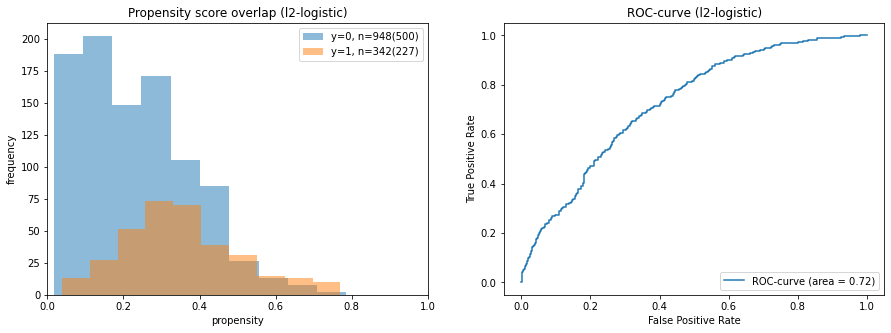 Propensity score overlap (l2-logistic)
y=0, n=948(500)
y=1, n=342(227)
frequency
200
175
150
125
100
75
50
25
0
0.0 0.2 0.4 0.6 0.8 1.0
propensity
ROC-curve (l2-logistic)
True Positive Rate
1.0
0.8
0.6
0.4
0.2
0.0
ROC-curve (area = 0.72)
0.0 0.2 0.4 0.6 0.8 1.0
False Positive Rate